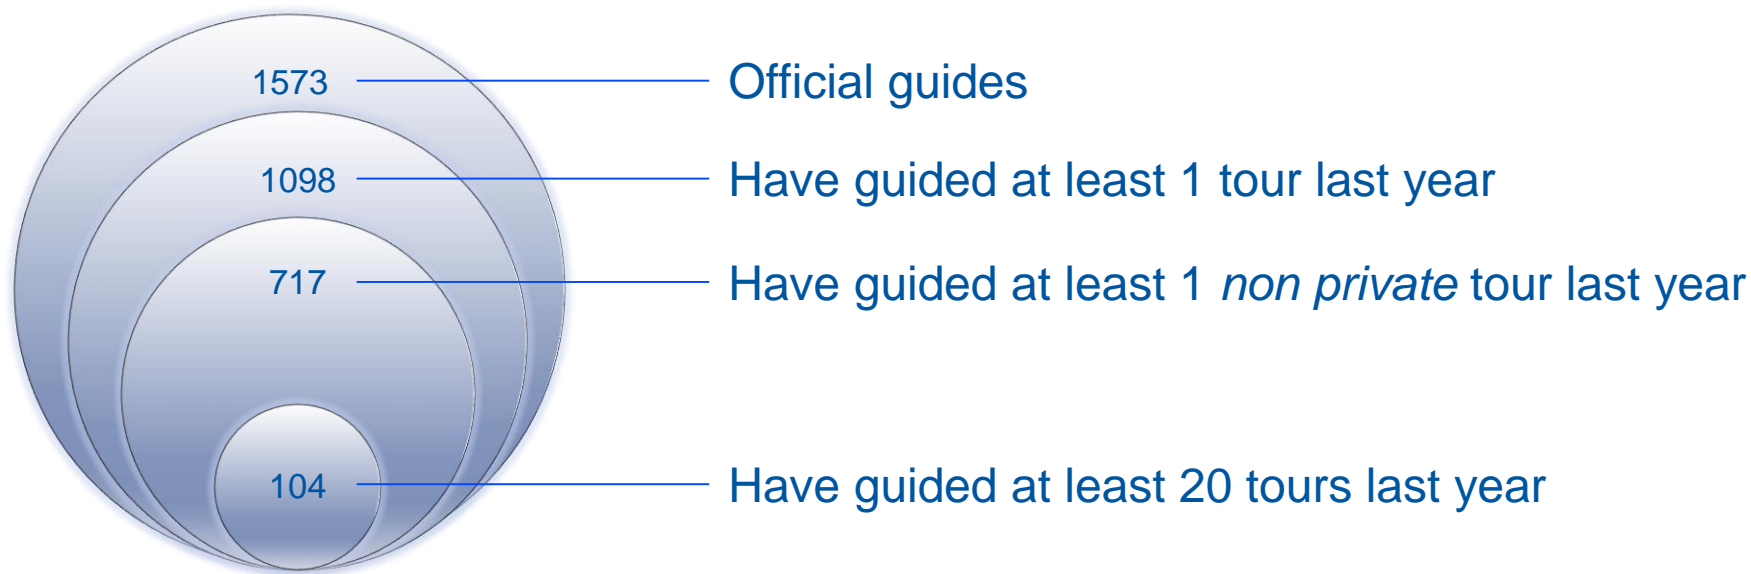 1573 Official guides
1098 Have guided at least 1 tour last year
717 Have guided at least 1 non private tour last year
104 Have guided at least 20 tours last year